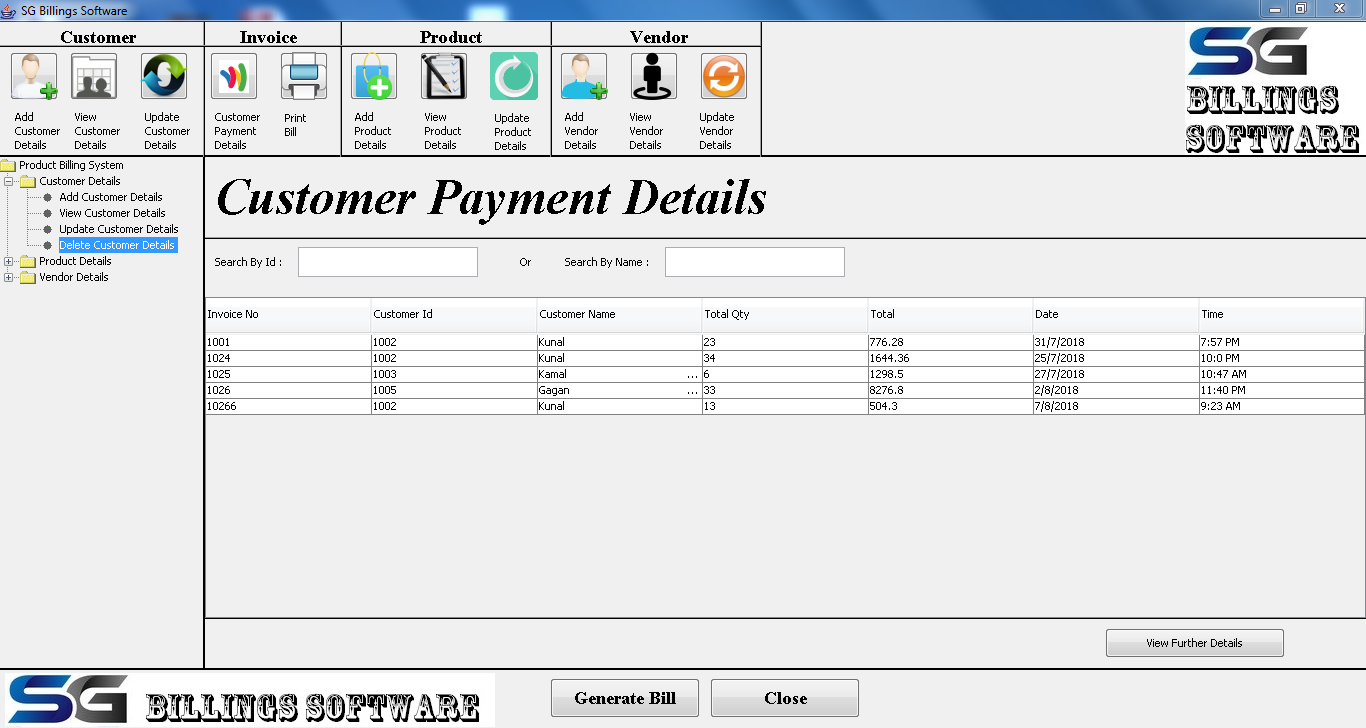 SG Billings Software
Customer Invoice Product Vendor
Add Customer Details
View Customer Details
Update Customer Details
Customer Payment Details
Print Bill
Add Product Details
View Product Details
Update Product Details
Add Vendor Details
View Vendor Details
Update Vendor Details
SG
BILLINGS
SOFTWARE
Product Billing System
Customer Details
Add Customer Details
View Customer Details
Update Customer Details
Delete Customer Details
Product Details
Vendor Details
Customer Payment Details
Search By Id : Or Search By Name :
Invoice No Customer Id Customer Name Total Qty Total Date Time
1001 1002 Kunal 23 776.28 31/7/2018 7:57 PM
1024 1002 Kunal 34 1644.36 25/7/2018 10:0 PM
1025 1003 Kamal ... 6 1298.5 27/7/2018 10:47 AM
1026 1005 Gagan ... 33 8276.8 2/8/2018 11:40 PM
10266 1002 Kunal 13 504.3 7/8/2018 9:23 AM
View Further Details
SG BILLINGS SOFTWARE
Generate Bill Close